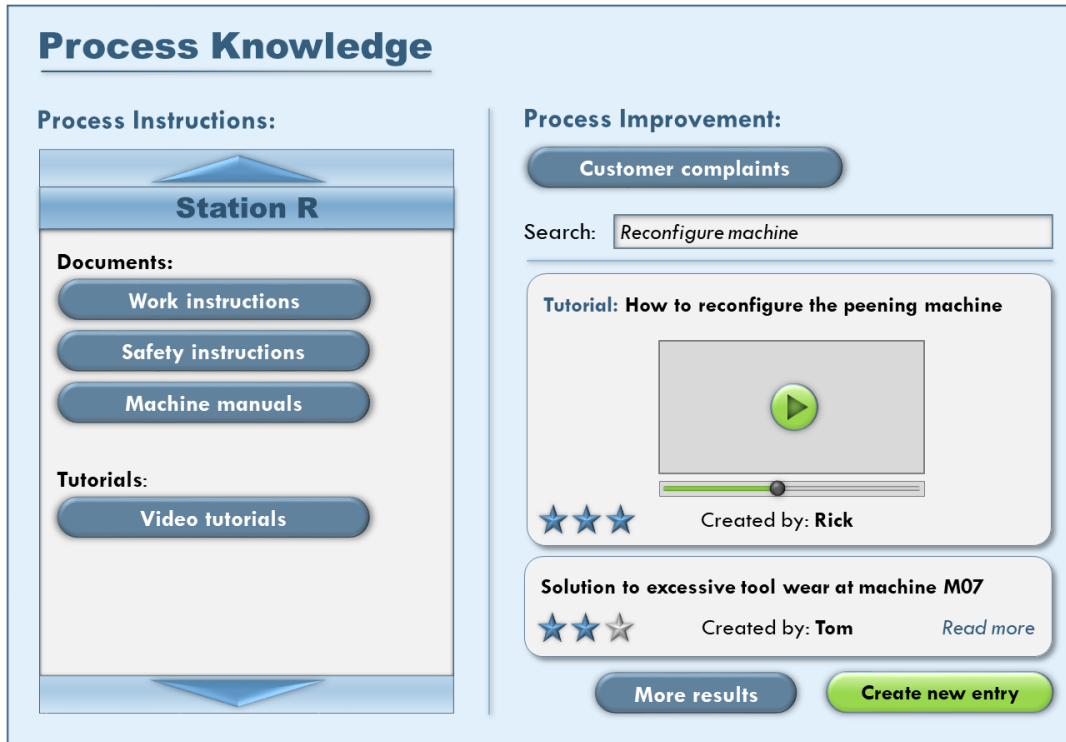 Process Knowledge
Process Instructions:
Station R
Documents:
Work instructions
Safety instructions
Machine manuals
Tutorials:
Video tutorials
Process Improvement:
Customer complaints
Search: Reconfigure machine
Tutorial: How to reconfigure the peening machine
Created by: Rick
Solution to excessive tool wear at machine M07
Created by: Tom Read more
More results Create new entry